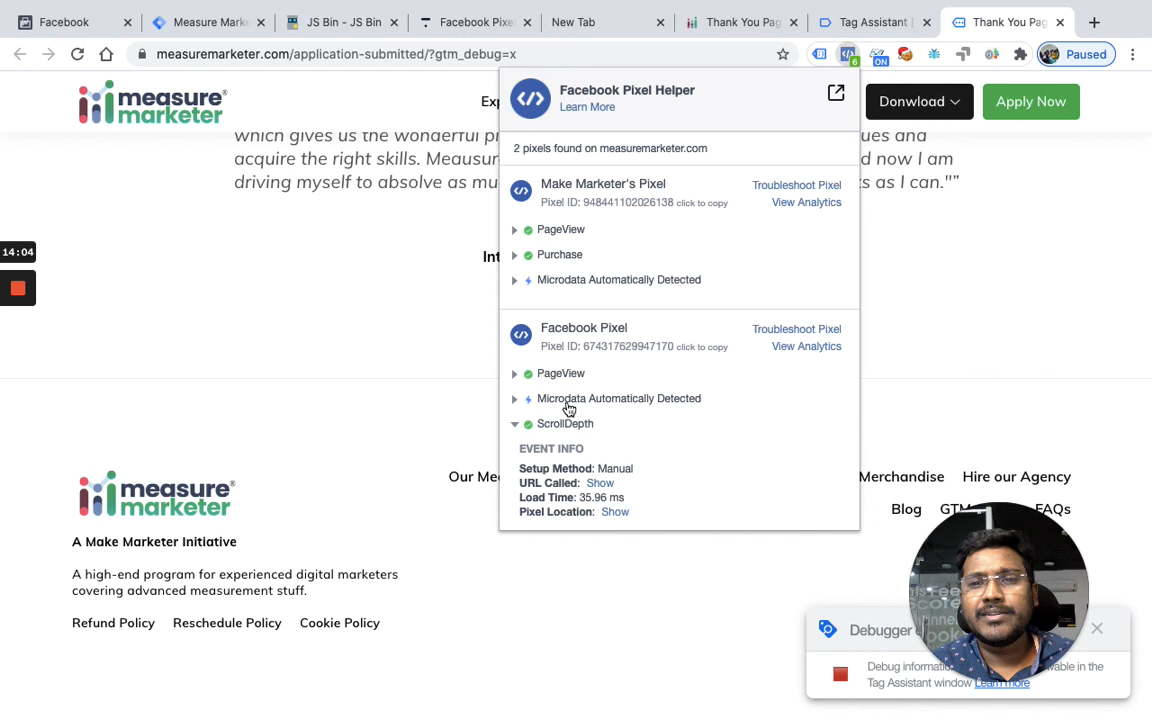 Facebook
Measure Mark
JS Bin - JS Bin
Facebook Pixe
New Tab
Thank You Pag
Tag Assistant
Thank You Pag
measuremarketer.com/application-submitted/?gtm_debug=x
6
ON
Paused
measure
marketer
Exp
Donwload
Apply Now
which gives us the wonderful p
ues and
acquire the right skills. Meausur
d now I am
driving myself to absolve as mu
s as I can."”
14:04
Int
Facebook Pixel Helper
Learn More
2 pixels found on measuremarketer.com
Make Marketer's Pixel
Troubleshoot Pixel
Pixel ID: 948441102026138 click to copy
View Analytics
PageView
Purchase
Microdata Automatically Detected
Facebook Pixel
Troubleshoot Pixel
Pixel ID: 674317629947170 click to copy
View Analytics
PageView
Microdata Automatically Detected
ScrollDepth
EVENT INFO
Setup Method: Manual
URL Called: Show
Load Time: 35.96 ms
Pixel Location: Show
measure
marketer
Our Me
Merchandise
Hire our Agency
Blog
GTM
FAQs
A Make Marketer Initiative
A high-end program for experienced digital marketers
covering advanced measurement stuff.
Refund Policy
Reschedule Policy
Cookie Policy
Debugger
Debug informati
able in the
Tag Assistant window Learn more